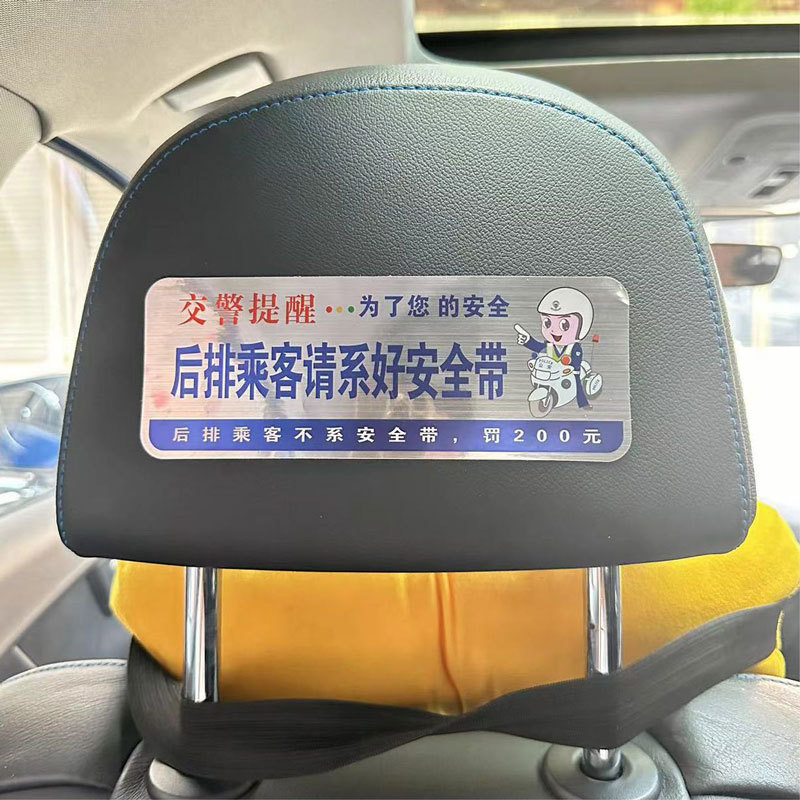 交警提醒●●●为了您 的安全
后排乘客请系好安全带
后排乘客不系安全带，罚200元